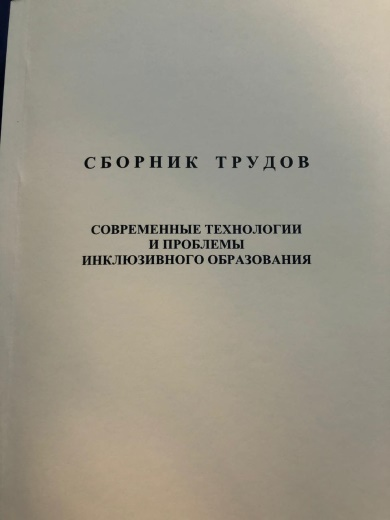 СБОРНИК ТРУДОВ
СОВРЕМЕННЫЕ ТЕХНОЛОГИИ
И ПРОБЛЕМЫ
ИНКЛЮЗИВНОГО ОБРАЗОВАНИЯ